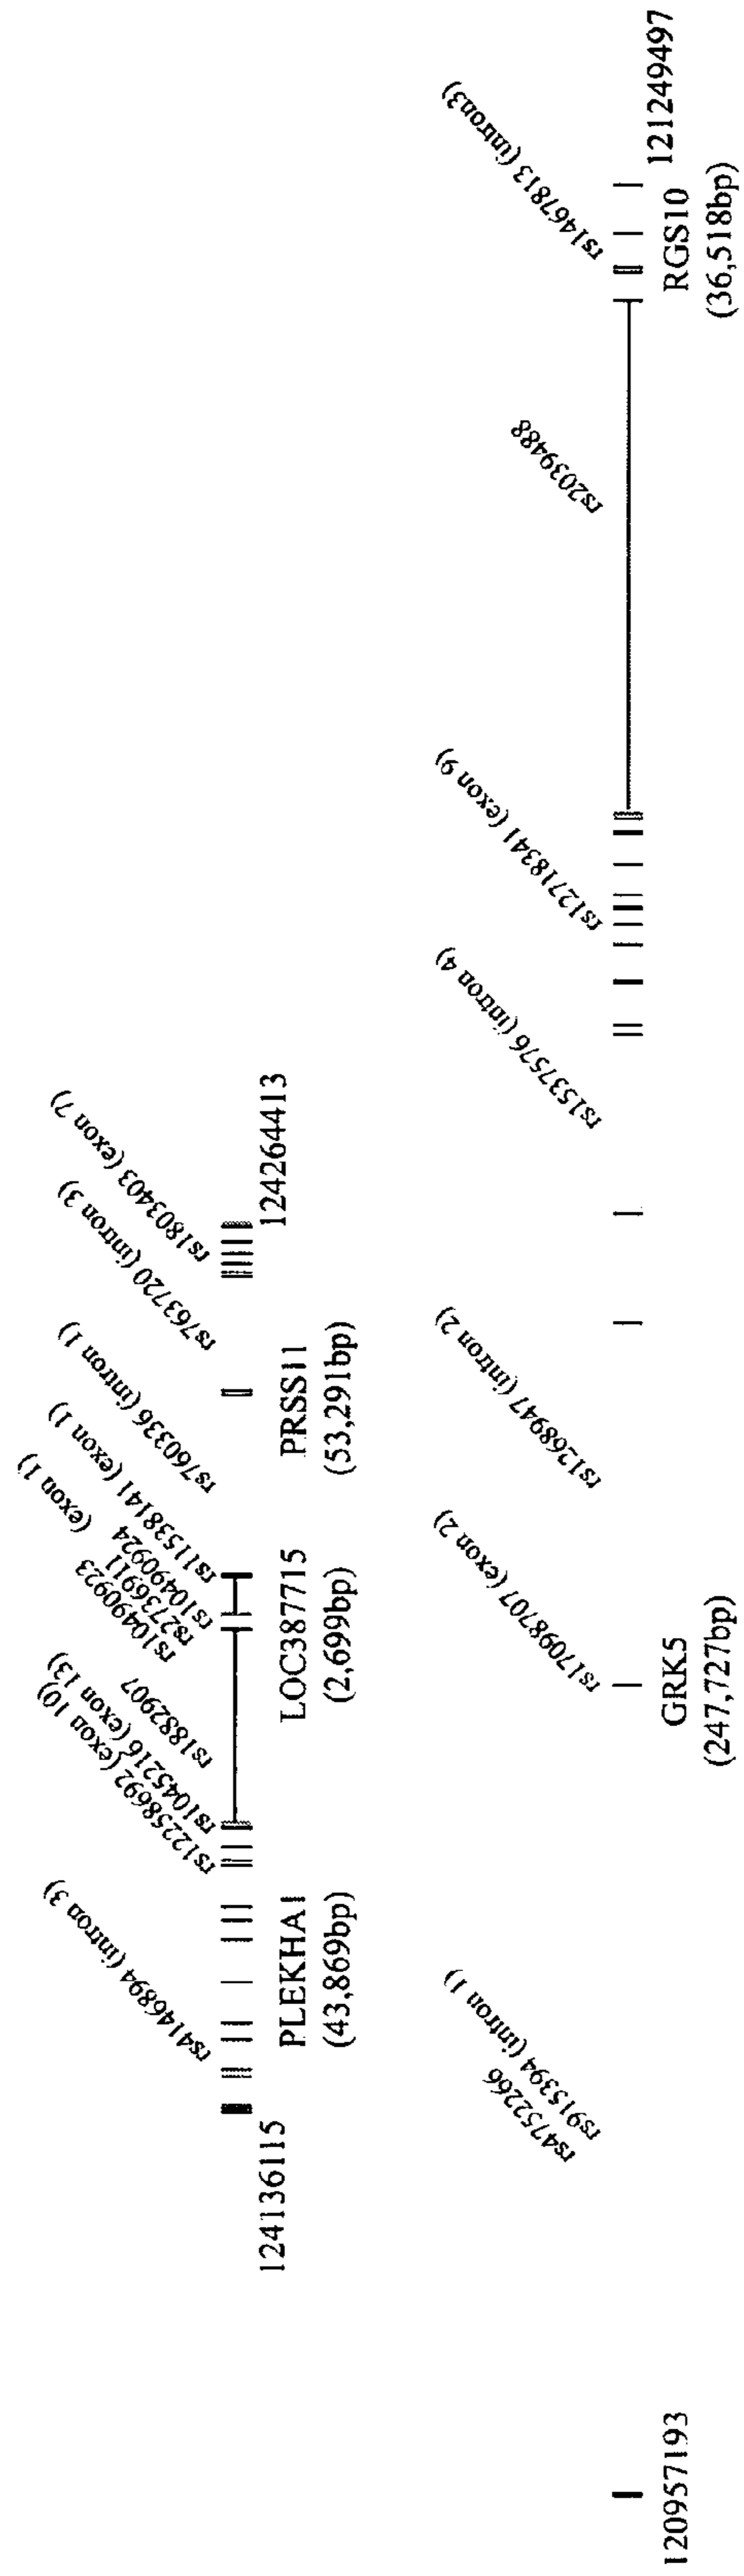 rs4146894 (intron 3)
rs12258692 (exon 10)
rs1045216 (exon 13)
rs1882907
rs10490923
rs2736911
(exon 1)
rs10490924
rs11538141 (exon 1)
rs760336 (intron 1)
rs763720 (intron 3)
rs1803403 (exon 7)
124136115
124264413
PLEKHA1
(43,869bp)
LOC387715
(2,699bp)
PRSS11
(53,291bp)
rs4752266
rs915394 (intron 1)
rs17098707 (exon 2)
rs1268947 (intron 2)
rs1537576 (intron 4)
rs12718341 (exon 9)
rs2039488
rs1467813 (intron3)
120957193
121249497
GRK5
(247,727bp)
RGS10
(36,518bp)